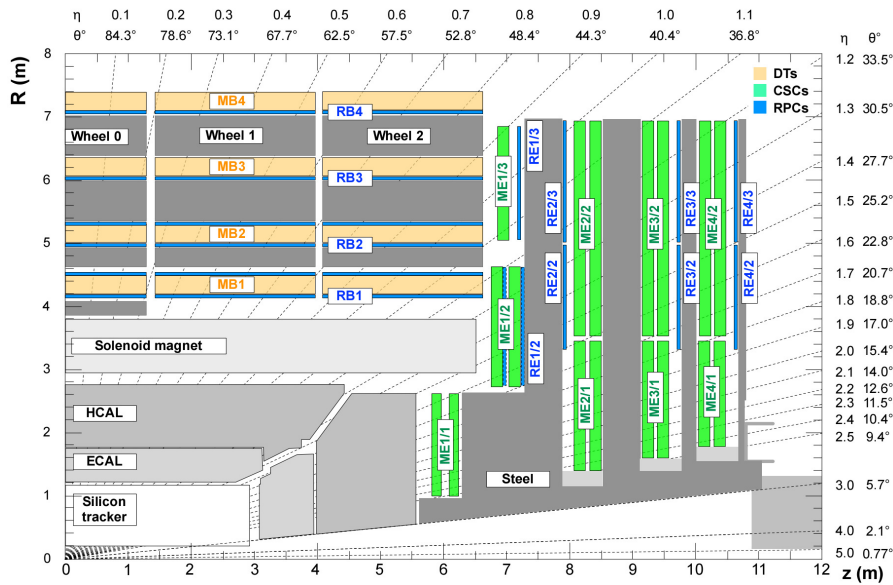 η 0.1 0.2 0.3 0.4 0.5 0.6 0.7 0.8 0.9 1.0 1.1
θ° 84.3° 78.6° 73.1° 67.7° 62.5° 57.5° 52.8° 48.4° 44.3° 40.4° 36.8° η θ°
R (m)
8
7
6
5
4
3
2
1
0
1.2 33.5°
1.3 30.5°
1.4 27.7°
1.5 25.2°
1.6 22.8°
1.7 20.7°
1.8 18.8°
1.9 17.0°
2.0 15.4°
2.1 14.0°
2.2 12.6°
2.3 11.5°
2.4 10.4°
2.5 9.4°
3.0 5.7°
4.0 2.1°
5.0 0.77°
DTs
CSCs
RPCs
MB4
RB4
Wheel 0 Wheel 1 Wheel 2
MB3
RB3
MB2
RB2
MB1
RB1
Solenoid magnet
HCAL
ECAL
Silicon
tracker
Steel
ME1/3
RE1/3
ME1/2
RE1/2
ME1/1
RE2/3
RE2/2
ME2/2
ME2/1
ME3/2
ME3/1
RE3/3
RE3/2
ME4/2
ME4/1
RE4/3
RE4/2
0 1 2 3 4 5 6 7 8 9 10 11 12
z (m)